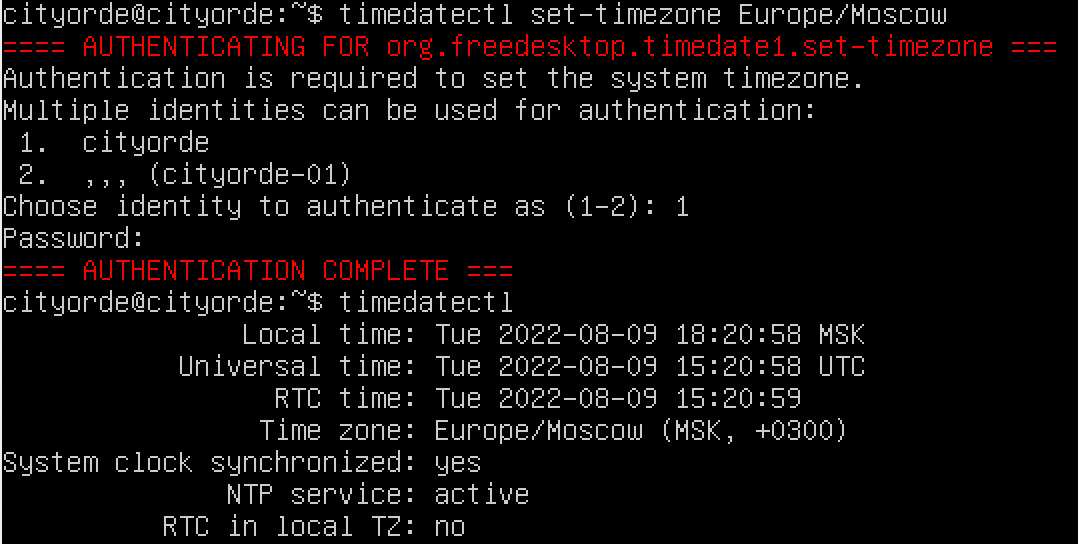 cityorde@cityorde:~$ timedatectl set-timezone Europe/Moscow
==== AUTHENTICATING FOR org.freedesktop.timedate1.set-timezone ===
Authentication is required to set the system timezone.
Multiple identities can be used for authentication:
 1.  cityorde
 2.  ,,, (cityorde-01)
Choose identity to authenticate as (1-2): 1
Password:
==== AUTHENTICATION COMPLETE ===
cityorde@cityorde:~$ timedatectl
               Local time: Tue 2022-08-09 18:20:58 MSK
           Universal time: Tue 2022-08-09 15:20:58 UTC
                 RTC time: Tue 2022-08-09 15:20:59
                Time zone: Europe/Moscow (MSK, +0300)
System clock synchronized: yes
              NTP service: active
          RTC in local TZ: no